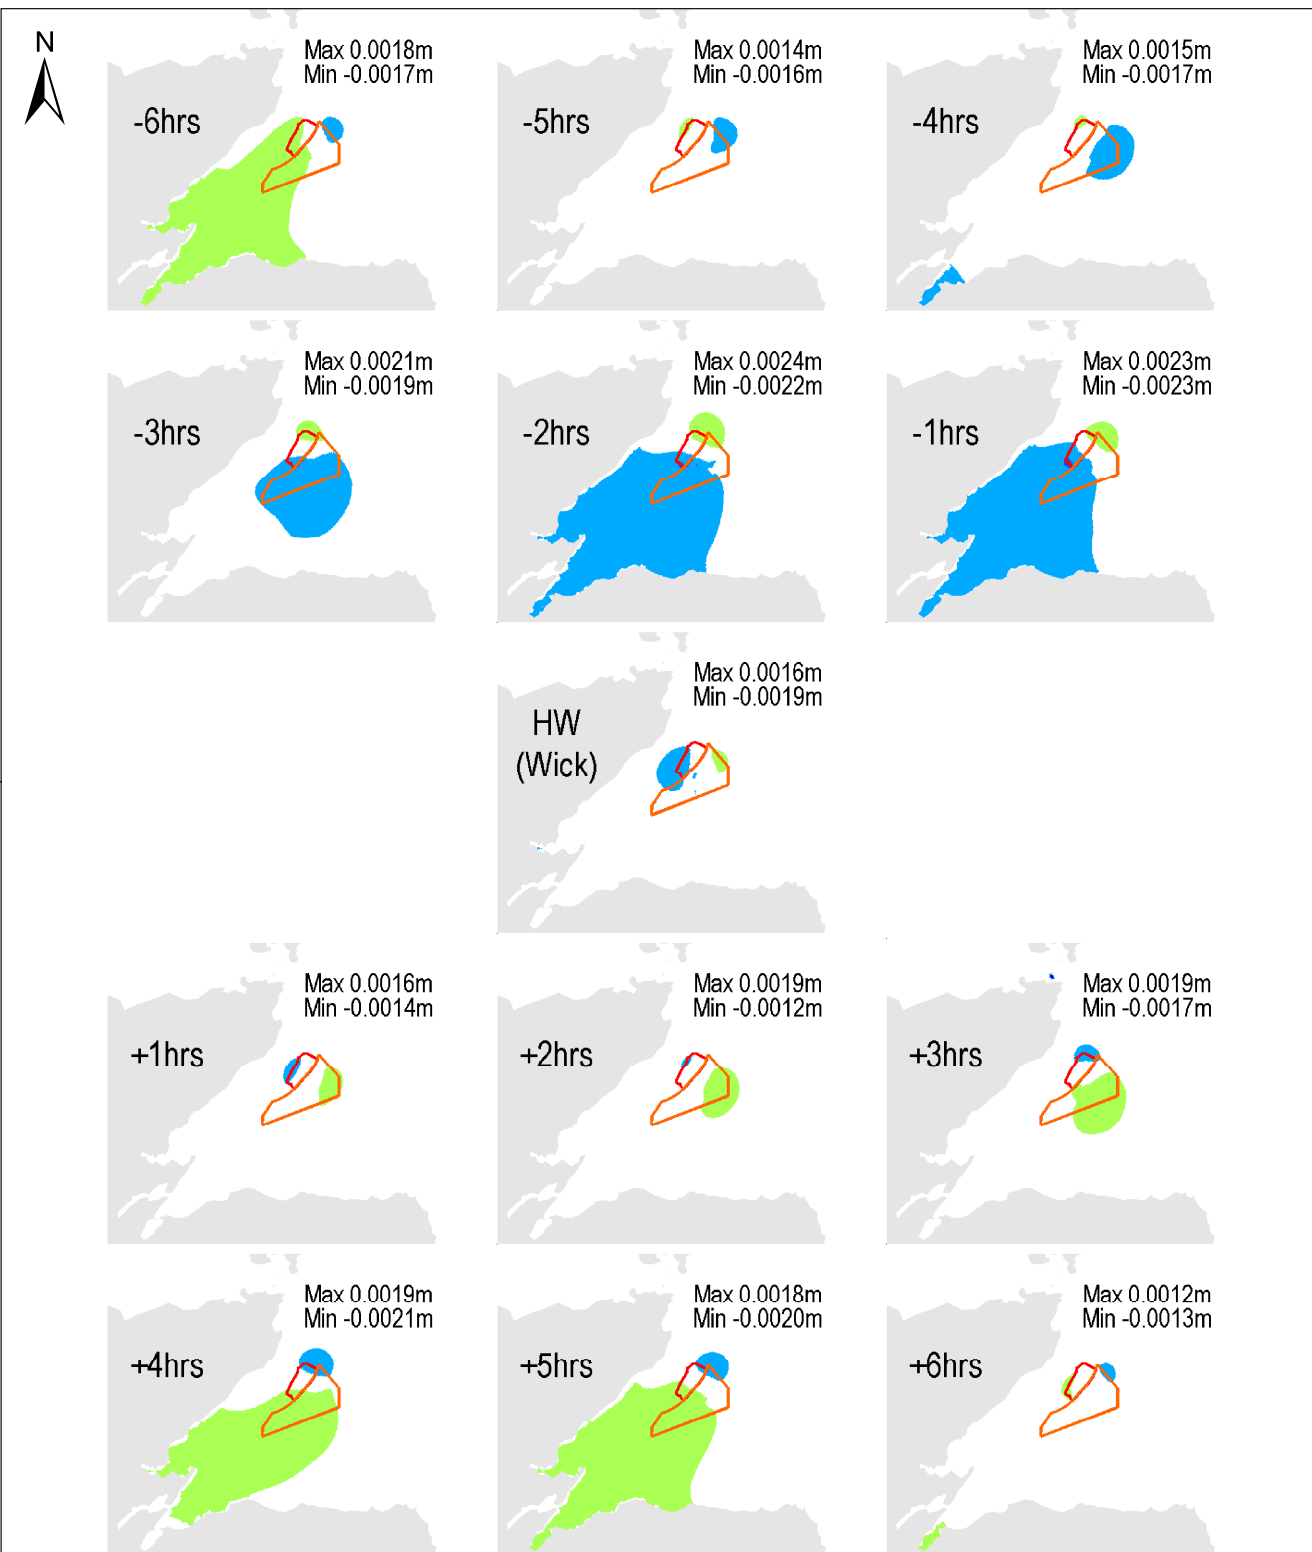 N
Max 0.0018m
Min -0.0017m
-6hrs
Max 0.0014m
Min -0.0016m
-5hrs
Max 0.0015m
Min -0.0017m
-4hrs
Max 0.0021m
Min -0.0019m
-3hrs
Max 0.0024m
Min -0.0022m
-2hrs
Max 0.0023m
Min -0.0023m
-1hrs
Max 0.0016m
Min -0.0019m
HW
(Wick)
Max 0.0016m
Min -0.0014m
+1hrs
Max 0.0019m
Min -0.0012m
+2hrs
Max 0.0019m
Min -0.0017m
+3hrs
Max 0.0019m
Min -0.0021m
+4hrs
Max 0.0018m
Min -0.0020m
+5hrs
Max 0.0012m
Min -0.0013m
+6hrs